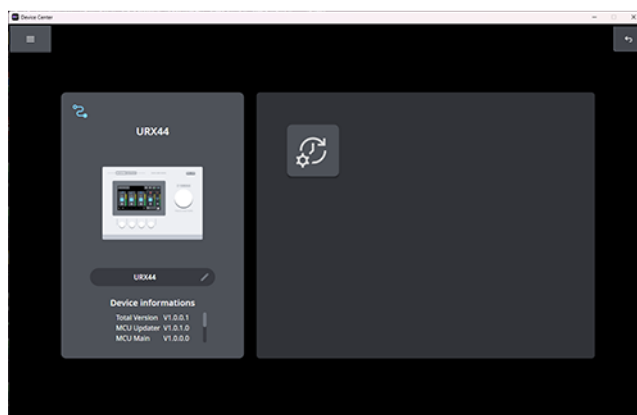 Device Center
URX44
URX44
Device informations
Total Version V1.0.0.1
MCU Updater V1.0.1.0
MCU Main V1.0.0.0